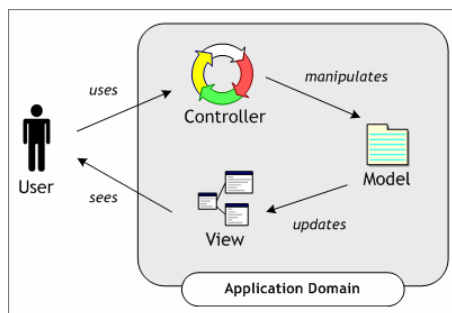 uses
Controller
manipulates
User
Model
sees
View
updates
Application Domain